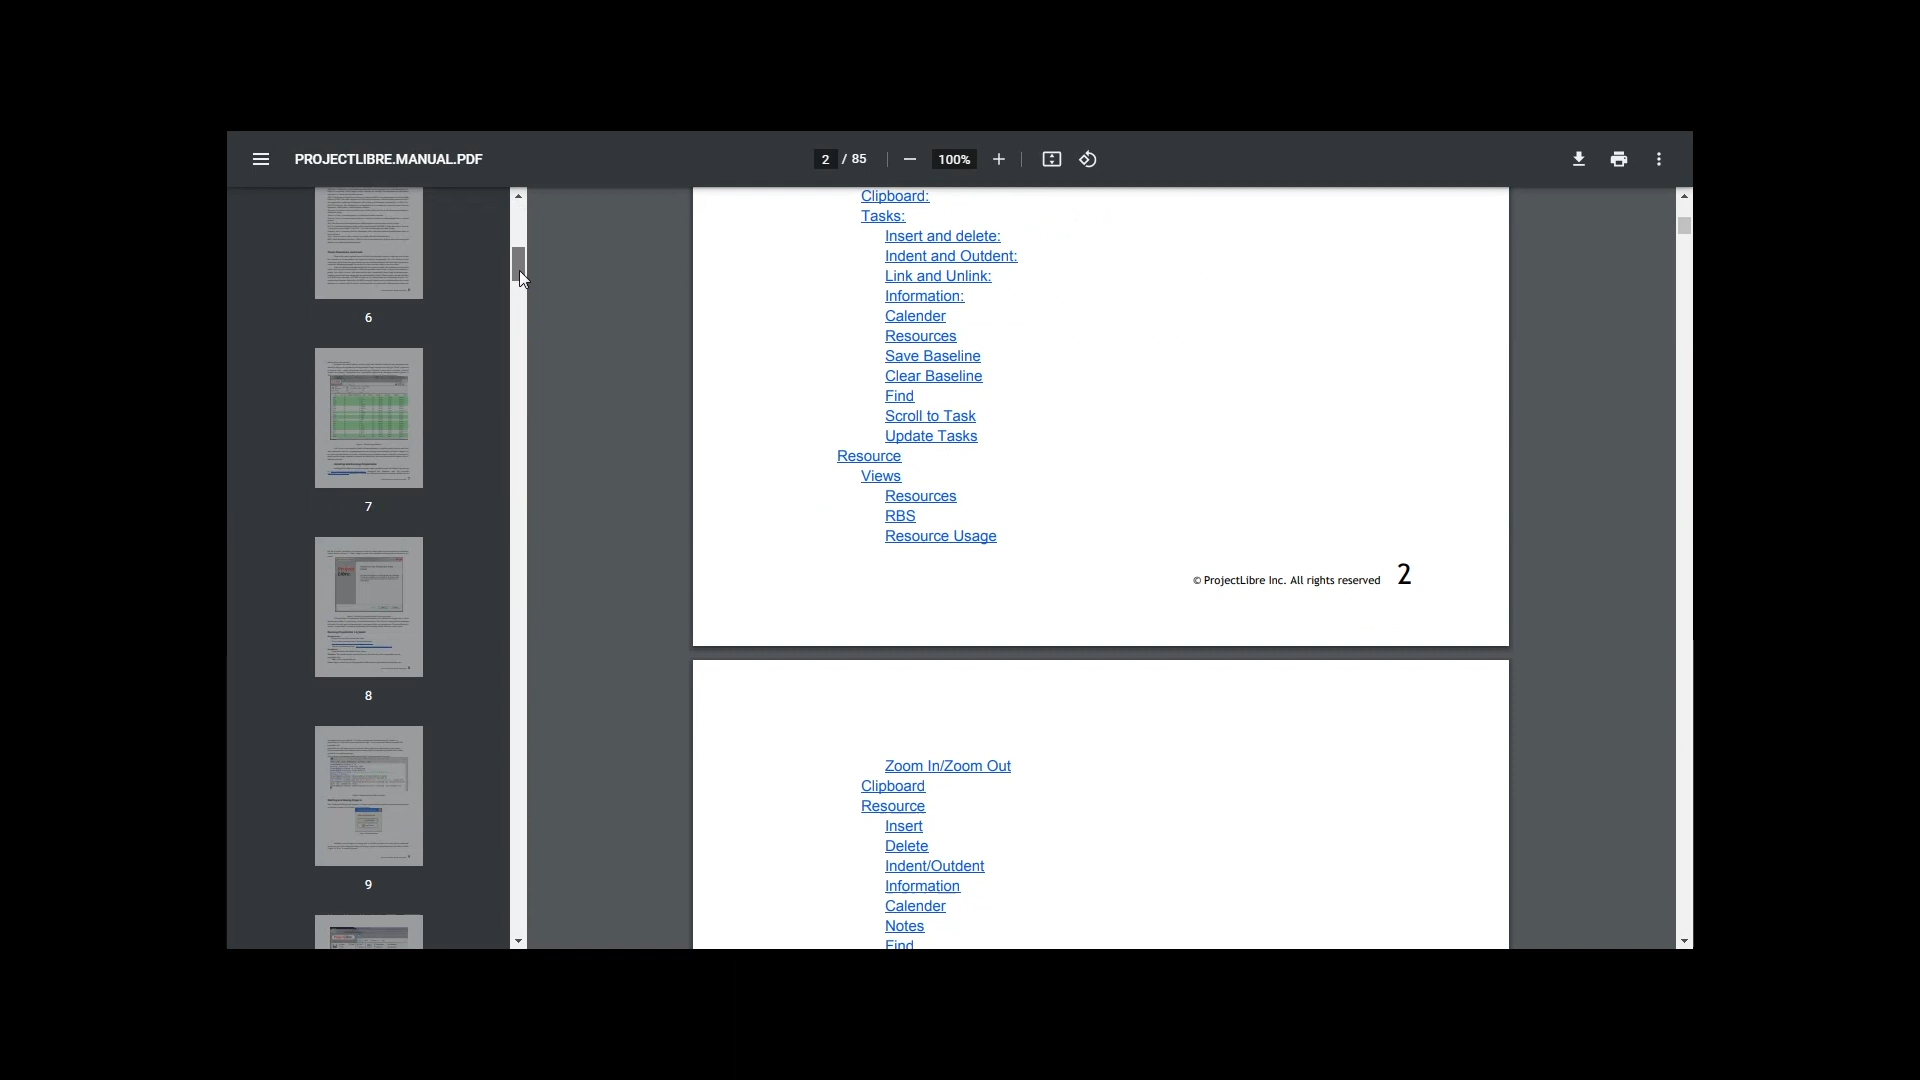 PROJECTLIBRE.MANUAL.PDF
2 / 85
100%
6
7
8
9
Clipboard:
Tasks:
Insert and delete:
Indent and Outdent:
Link and Unlink:
Information:
Calender
Resources
Save Baseline
Clear Baseline
Find
Scroll to Task
Update Tasks
Resource
Views
Resources
RBS
Resource Usage
© ProjectLibre Inc. All rights reserved 2
Zoom In/Zoom Out
Clipboard
Resource
Insert
Delete
Indent/Outdent
Information
Calender
Notes
Find